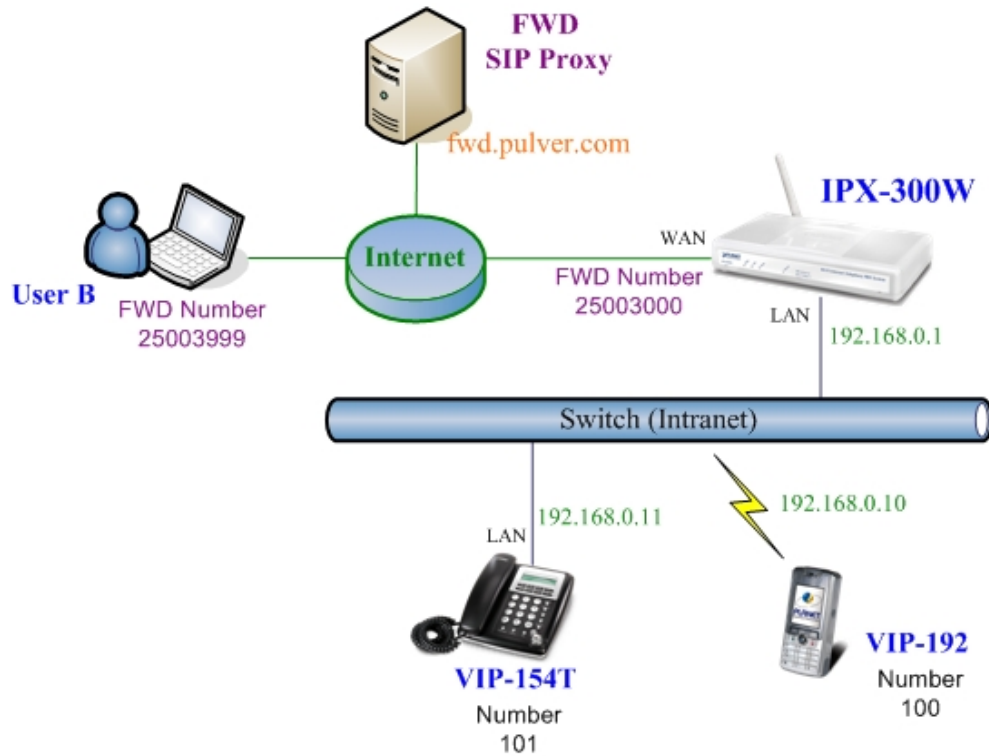 FWD
SIP Proxy
fwd.pulver.com
IPX-300W
WAN
Internet
User B
FWD Number
25003999
FWD Number
25003000
LAN
192.168.0.1
Switch (Intranet)
192.168.0.11
192.168.0.10
LAN
PLANET
VIP-154T
Number
101
VIP-192
Number
100